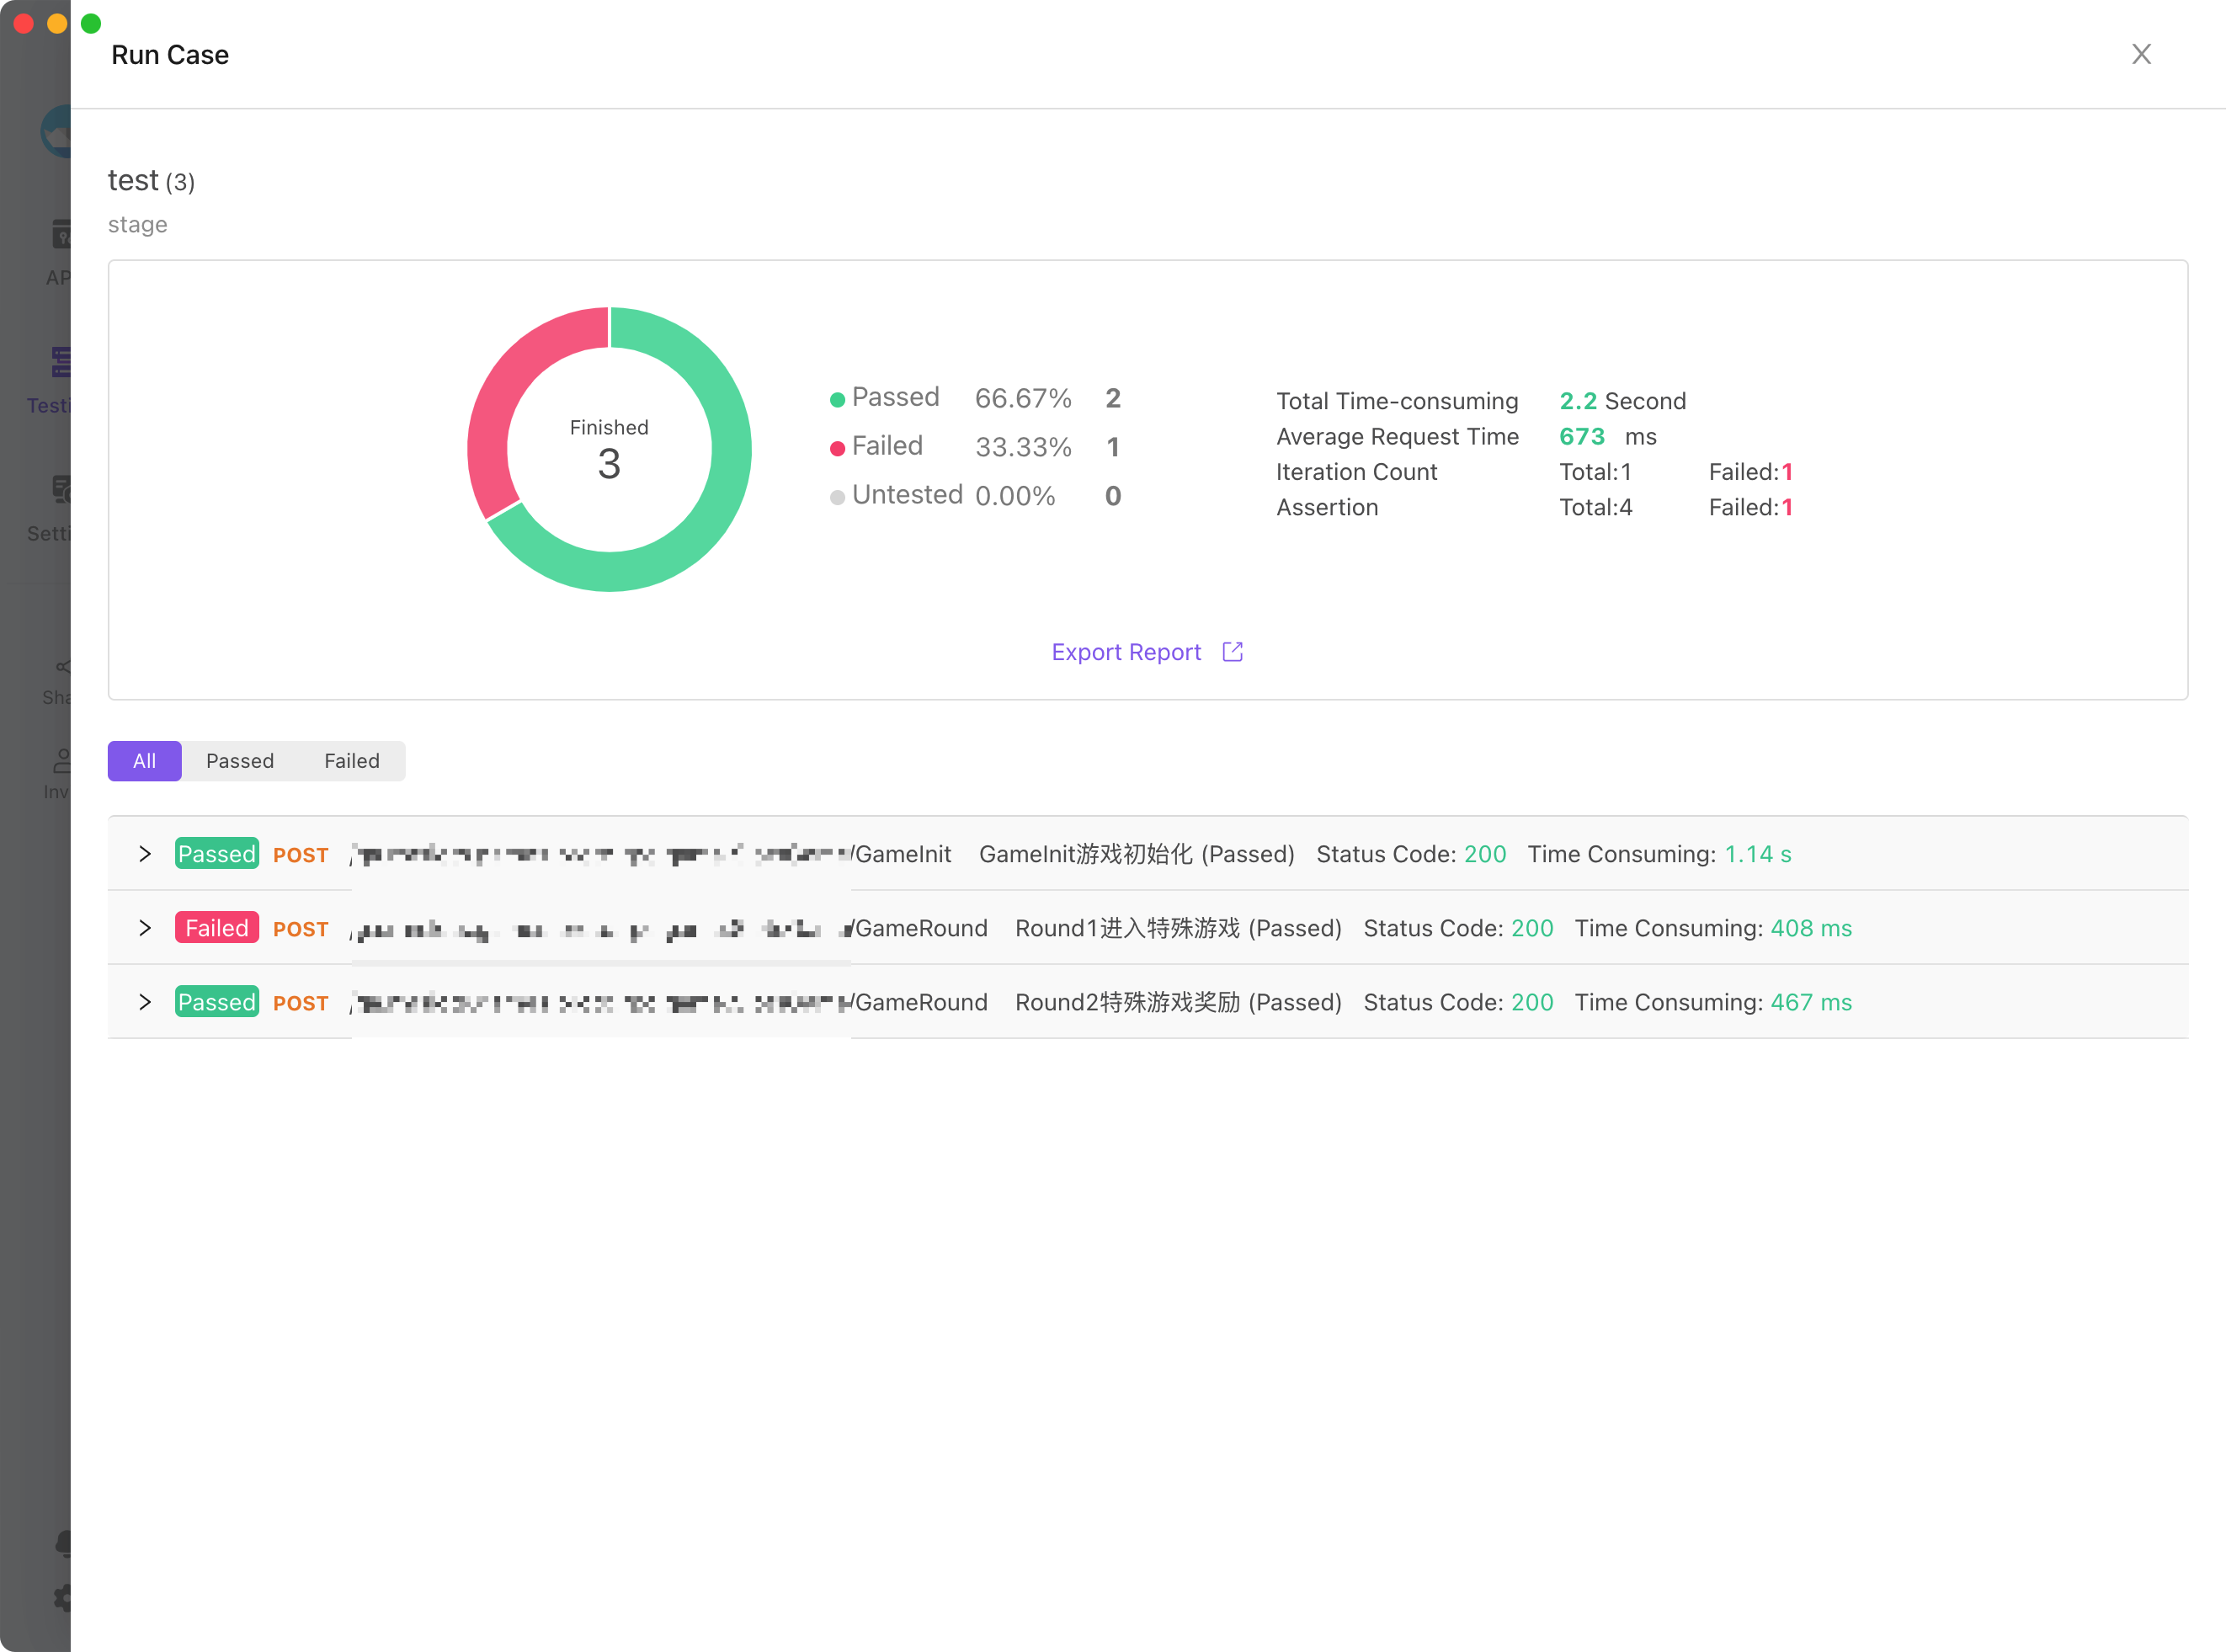 Run Case
X
test (3)
stage
Finished
3
Passed 66.67% 2
Failed 33.33% 1
Untested 0.00% 0
Total Time-consuming 2.2 Second
Average Request Time 673 ms
Iteration Count Total:1 Failed:1
Assertion Total:4 Failed:1
Export Report
All Passed Failed
Passed POST /GameInit GameInit游戏初始化 (Passed) Status Code: 200 Time Consuming: 1.14 s
Failed POST /GameRound Round1进入特殊游戏 (Passed) Status Code: 200 Time Consuming: 408 ms
Passed POST /GameRound Round2特殊游戏奖励 (Passed) Status Code: 200 Time Consuming: 467 ms
AP
Testi
Setti
Sha
Inv